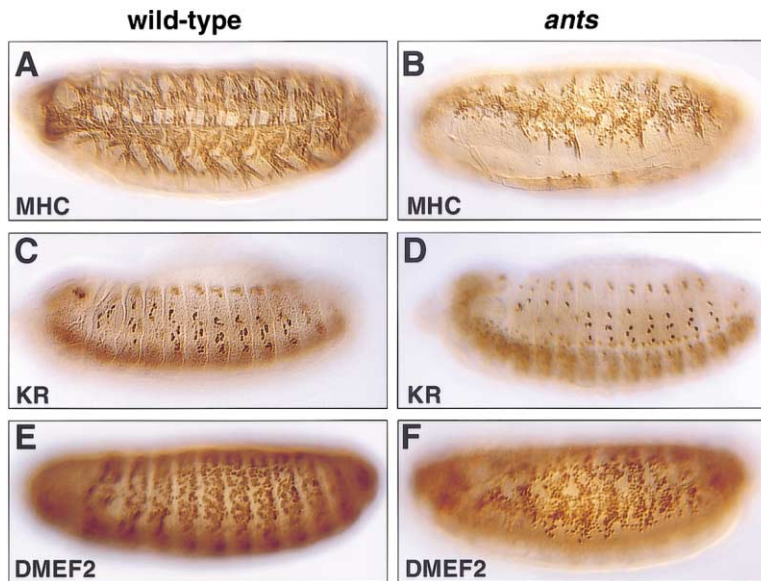 wild-type ants
A B
MHC MHC
C D
KR KR
E F
DMEF2 DMEF2